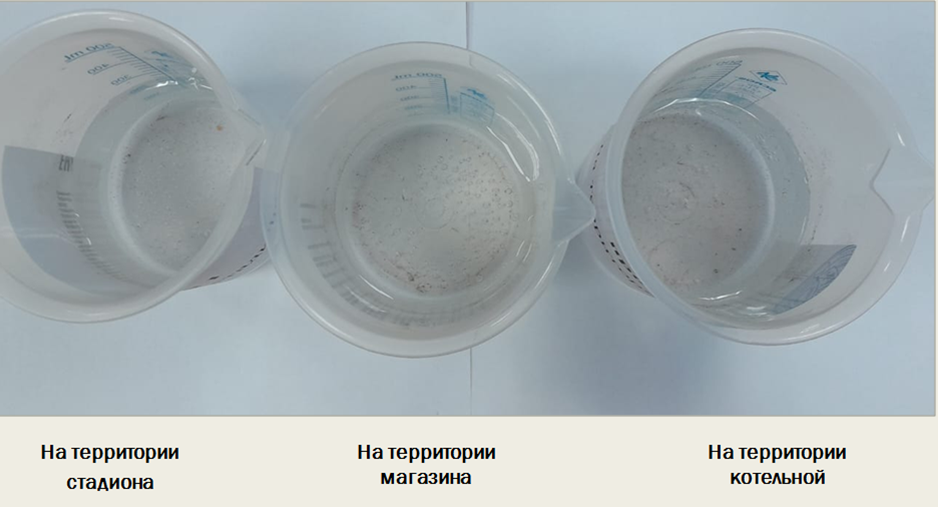 На территории
стадиона
На территории
магазина
На территории
котельной